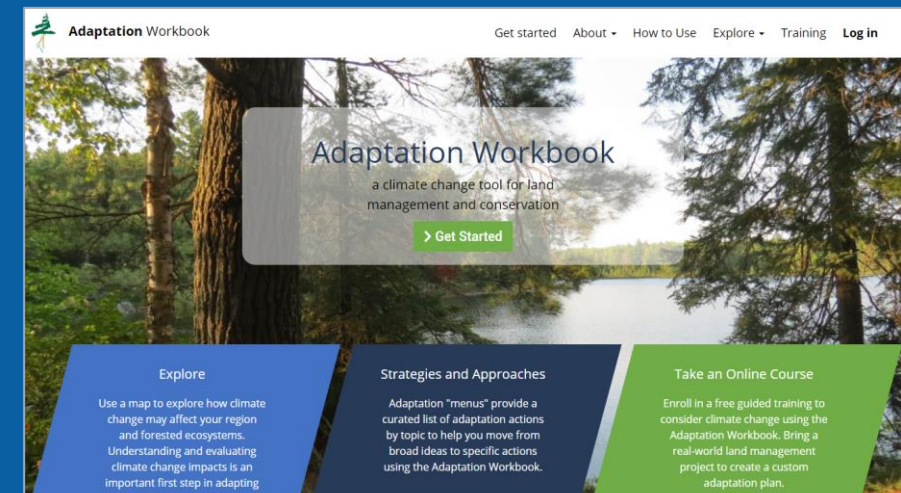 Adaptation Workbook
Get started About How to Use Explore Training Log in
Adaptation Workbook
a climate change tool for land
management and conservation
Get Started
Explore
Use a map to explore how climate
change may affect your region
and forested ecosystems.
Understanding and evaluating
climate change impacts is an
important first step in adapting
Strategies and Approaches
Adaptation "menus" provide a
curated list of adaptation actions
by topic to help you move from
broad ideas to specific actions
using the Adaptation Workbook.
Take an Online Course
Enroll in a free guided training to
consider climate change using the
Adaptation Workbook. Bring a
real-world land management
project to create a custom
adaptation plan.